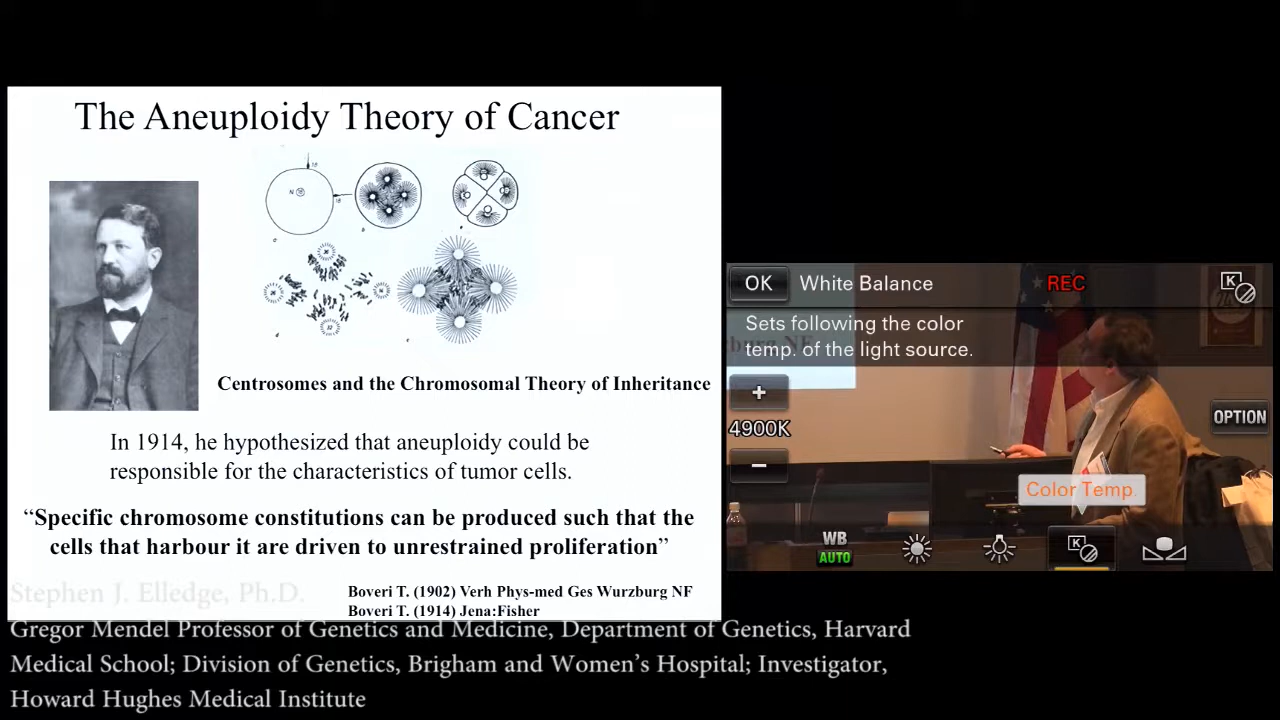 The Aneuploidy Theory of Cancer
Centrosomes and the Chromosomal Theory of Inheritance
In 1914, he hypothesized that aneuploidy could be
responsible for the characteristics of tumor cells.
“Specific chromosome constitutions can be produced such that the
cells that harbour it are driven to unrestrained proliferation”
Boveri T. (1902) Verh Phys-med Ges Wurzburg NF
Boveri T. (1914) Jena:Fisher
OK White Balance REC K
Sets following the color
temp. of the light source.
+
4900K
−
OPTION
Color Temp.
WB
AUTO
K
Stephen J. Elledge, Ph.D.
Gregor Mendel Professor of Genetics and Medicine, Department of Genetics, Harvard
Medical School; Division of Genetics, Brigham and Women’s Hospital; Investigator,
Howard Hughes Medical Institute